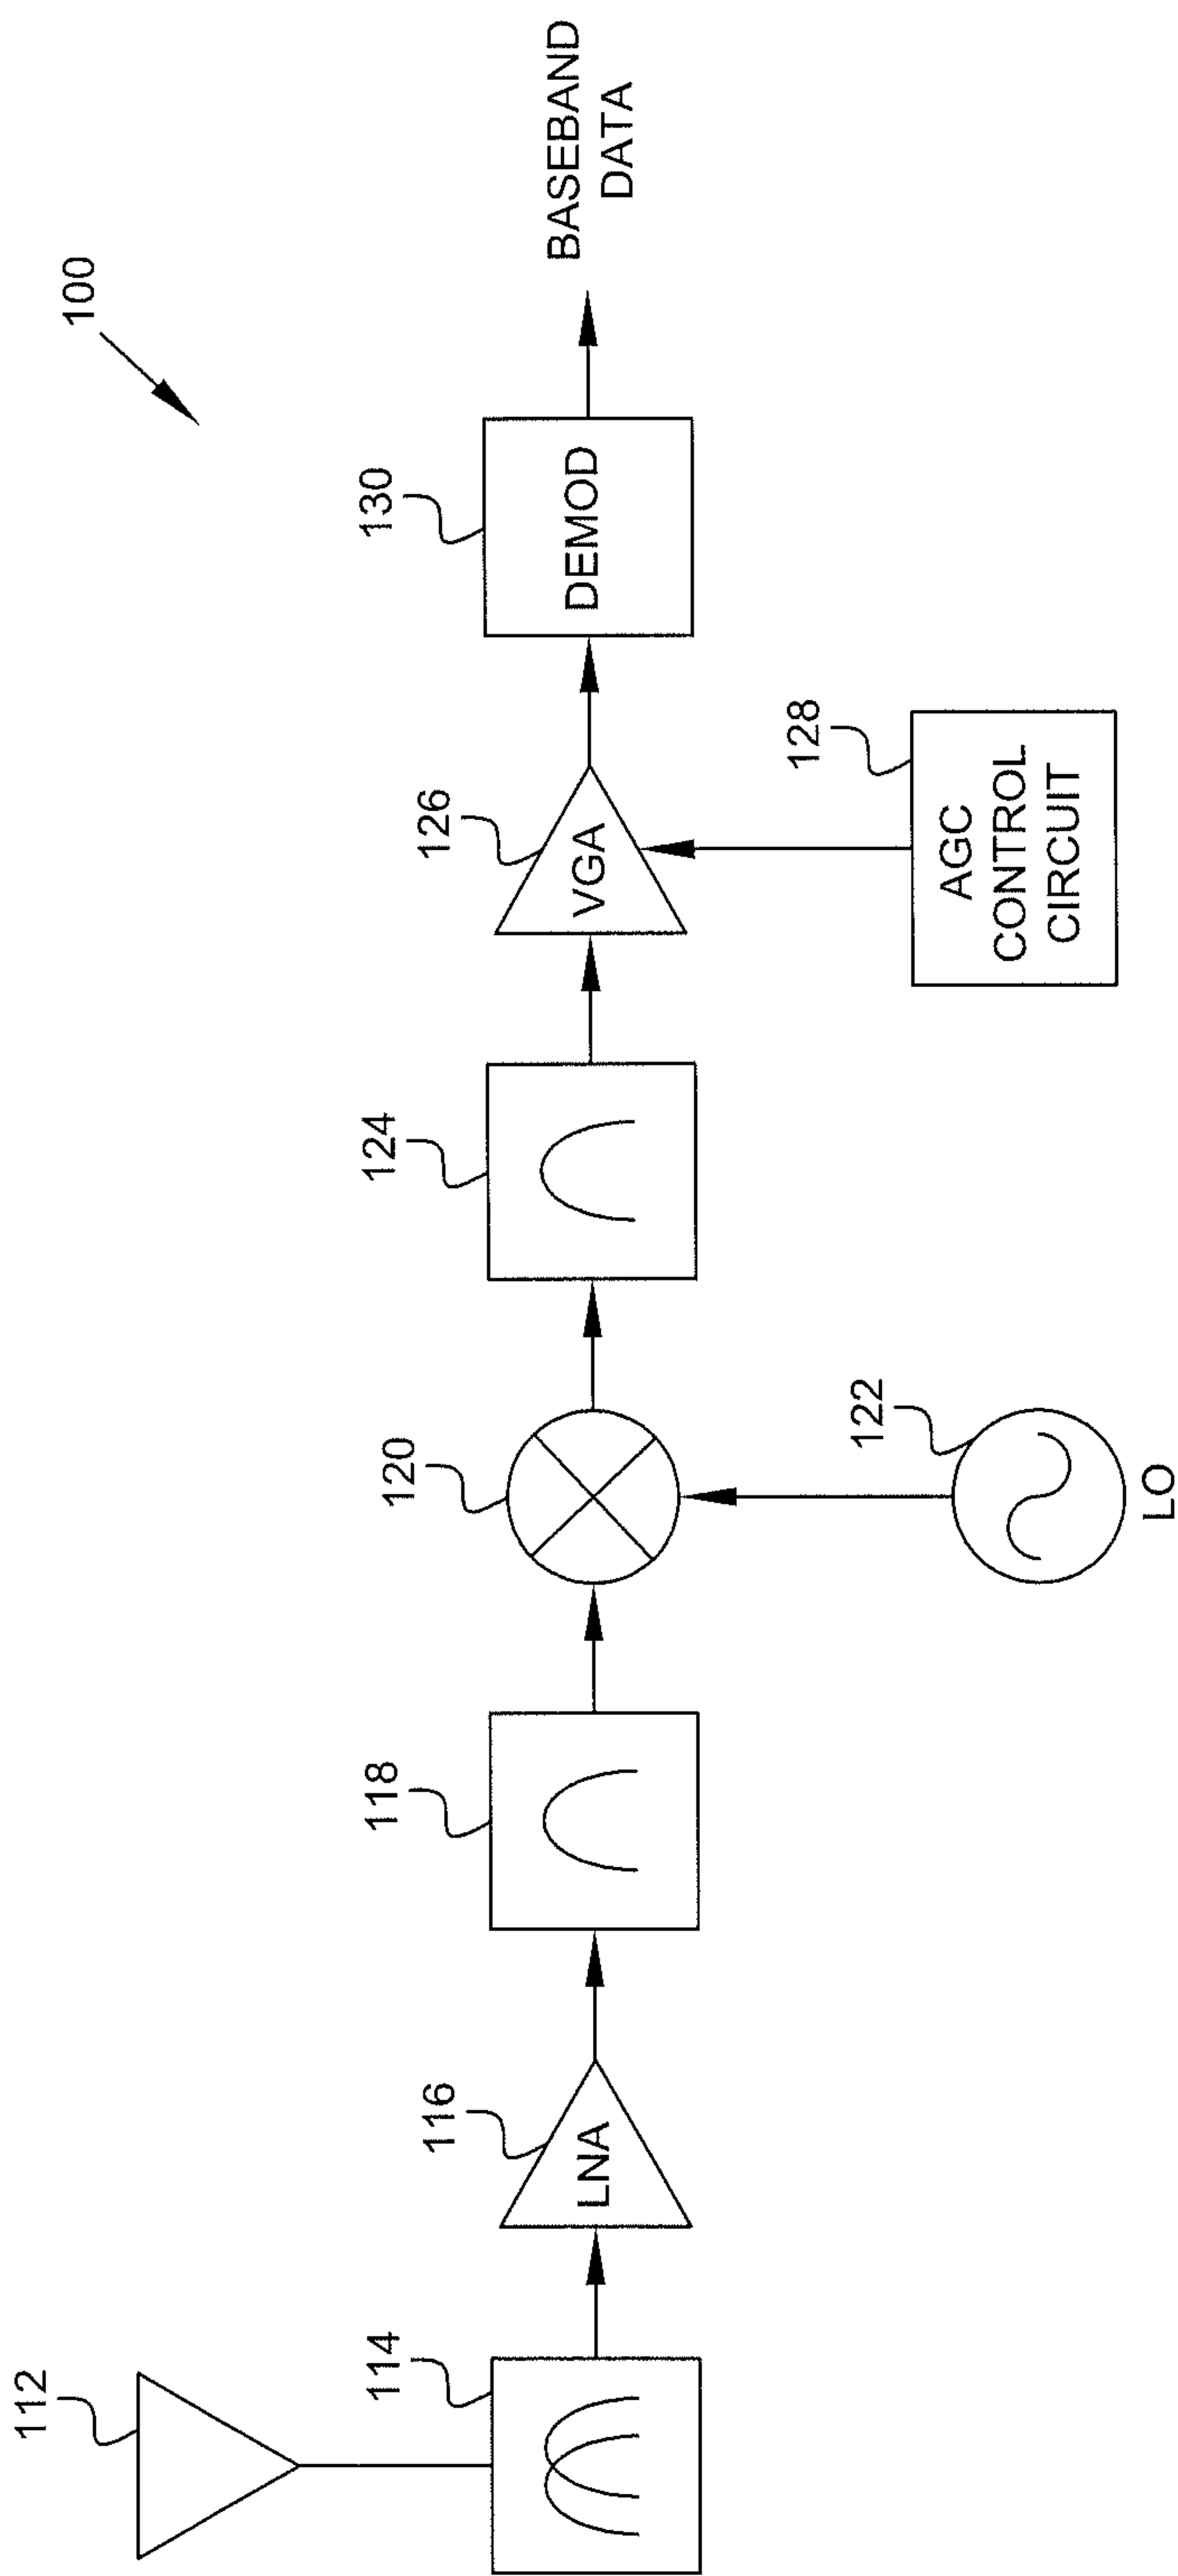 100
112
114
116
LNA
118
120
122
LO
124
126
VGA
128
AGC
CONTROL
CIRCUIT
130
DEMOD
BASEBAND
DATA